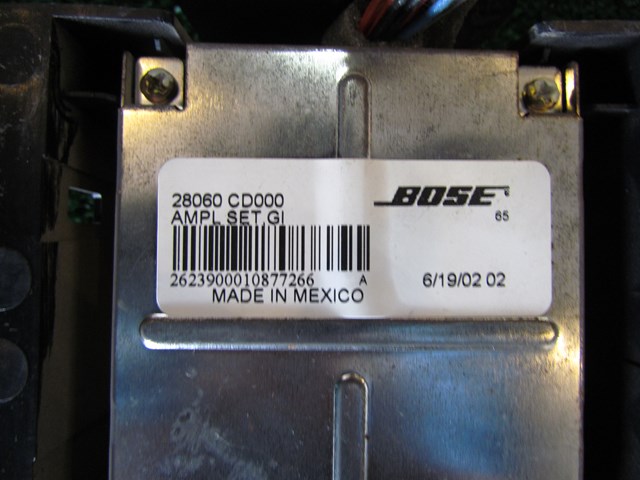 28060 CD000
AMPL SET,GI
BOSE
65
2623900010877266 A
6/19/02 02
MADE IN MEXICO